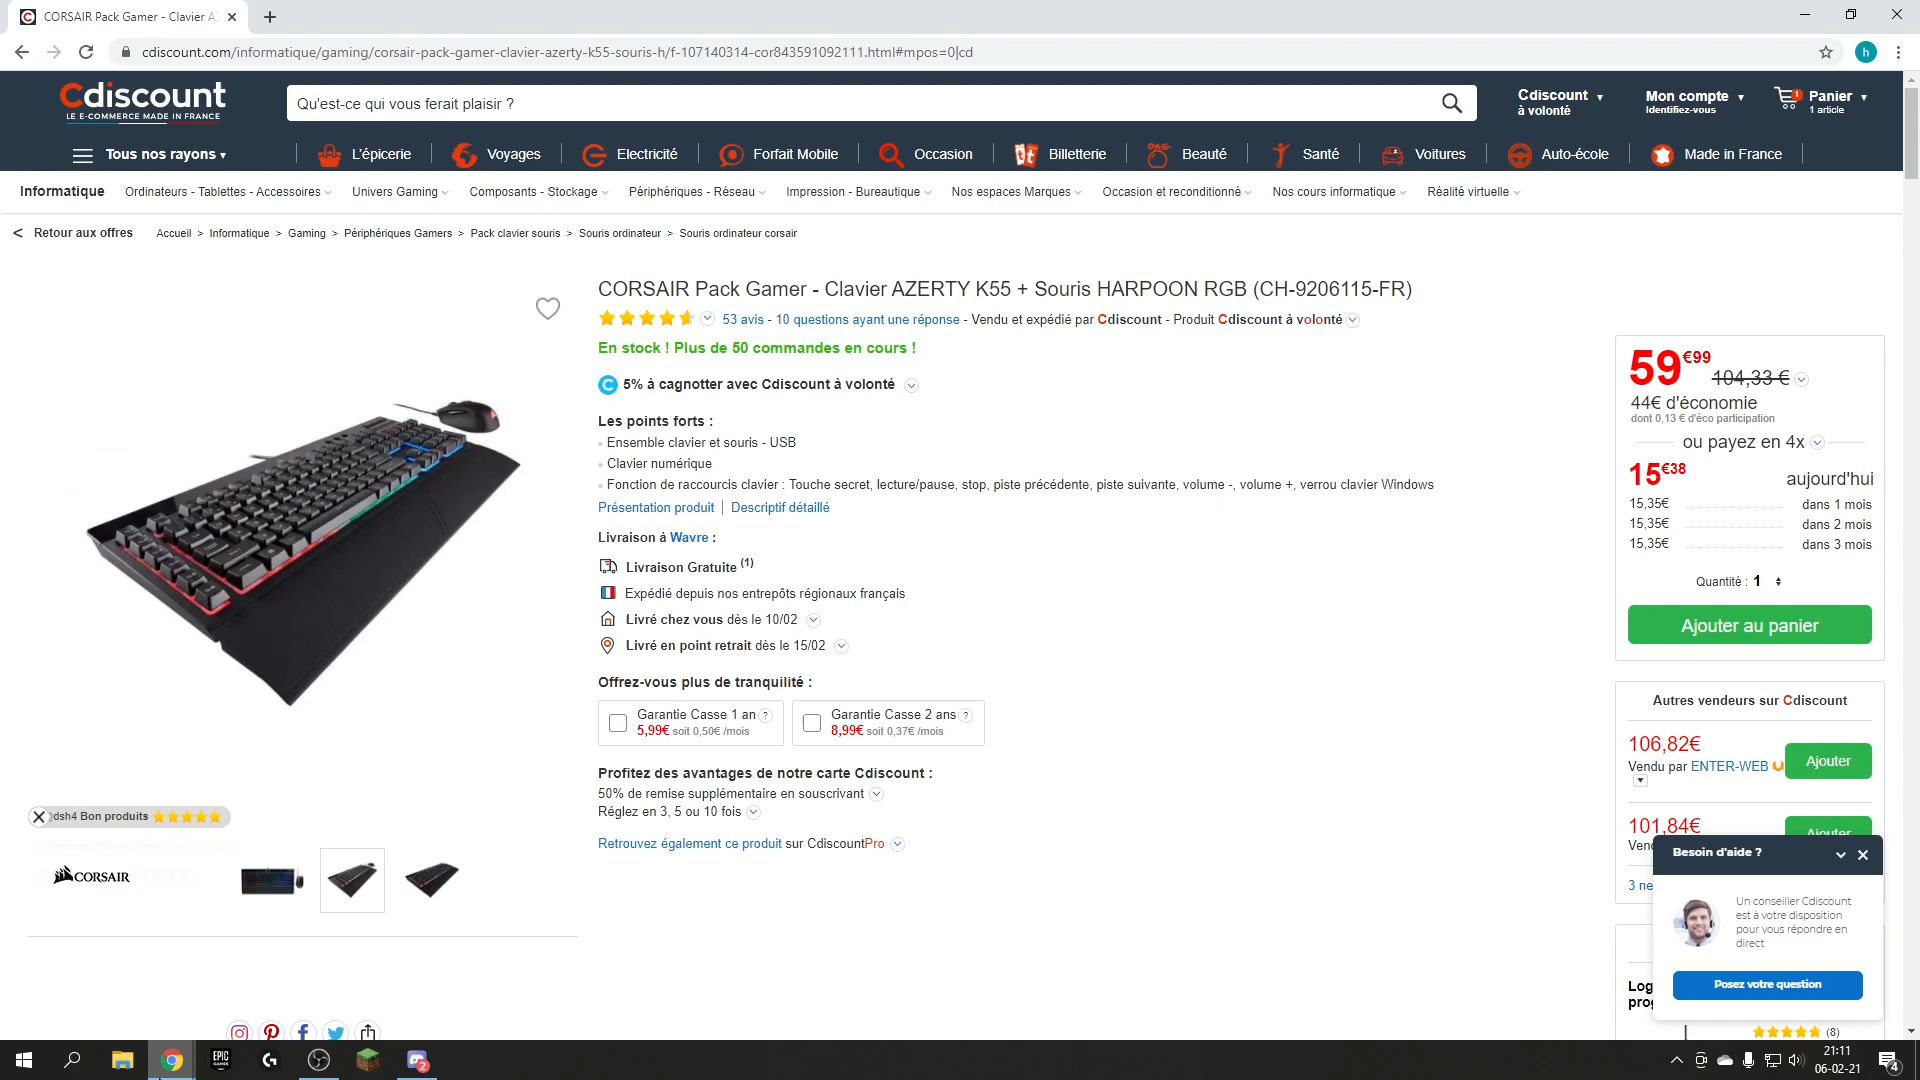 CORSAIR Pack Gamer - Clavier AZ
cdiscount.com/informatique/gaming/corsair-pack-gamer-clavier-azerty-k55-souris-h/f-107140314-cor843591092111.html#mpos=0|cd
h
Cdiscount
LE E-COMMERCE MADE IN FRANCE
Qu'est-ce qui vous ferait plaisir ?
Cdiscount
à volonté
Mon compte
Identifiez-vous
1
Panier
1 article
Tous nos rayons
L'épicerie
Voyages
Electricité
Forfait Mobile
Occasion
Billetterie
Beauté
Santé
Voitures
Auto-école
Made in France
Informatique
Ordinateurs - Tablettes - Accessoires
Univers Gaming
Composants - Stockage
Périphériques - Réseau
Impression - Bureautique
Nos espaces Marques
Occasion et reconditionné
Nos cours informatique
Réalité virtuelle
< Retour aux offres
Accueil > Informatique > Gaming > Périphériques Gamers > Pack clavier souris > Souris ordinateur > Souris ordinateur corsair
CORSAIR Pack Gamer - Clavier AZERTY K55 + Souris HARPOON RGB (CH-9206115-FR)
53 avis - 10 questions ayant une réponse - Vendu et expédié par Cdiscount - Produit Cdiscount à volonté
En stock ! Plus de 50 commandes en cours !
5% à cagnotter avec Cdiscount à volonté
Les points forts :
Ensemble clavier et souris - USB
Clavier numérique
Fonction de raccourcis clavier : Touche secret, lecture/pause, stop, piste précédente, piste suivante, volume -, volume +, verrou clavier Windows
Présentation produit | Descriptif détaillé
Livraison à Wavre :
Livraison Gratuite (1)
Expédié depuis nos entrepôts régionaux français
Livré chez vous dès le 10/02
Livré en point retrait dès le 15/02
Offrez-vous plus de tranquilité :
Garantie Casse 1 an ?
5,99€ soit 0,50€ /mois
Garantie Casse 2 ans ?
8,99€ soit 0,37€ /mois
Profitez des avantages de notre carte Cdiscount :
50% de remise supplémentaire en souscrivant
Réglez en 3, 5 ou 10 fois
Retrouvez également ce produit sur CdiscountPro
dsh4 Bon produits
CORSAIR
59€99
104,33 €
44€ d'économie
dont 0,13 € d'éco participation
ou payez en 4x
15€38 aujourd'hui
15,35€ dans 1 mois
15,35€ dans 2 mois
15,35€ dans 3 mois
Quantité : 1
Ajouter au panier
Autres vendeurs sur Cdiscount
106,82€
Vendu par ENTER-WEB
Ajouter
101,84€
Ajouter
3 ne
Besoin d'aide ?
Un conseiller Cdiscount
est à votre disposition
pour vous répondre en
direct
Posez votre question
(8)
EPIC
GAMES
2
21:11
06-02-21
4